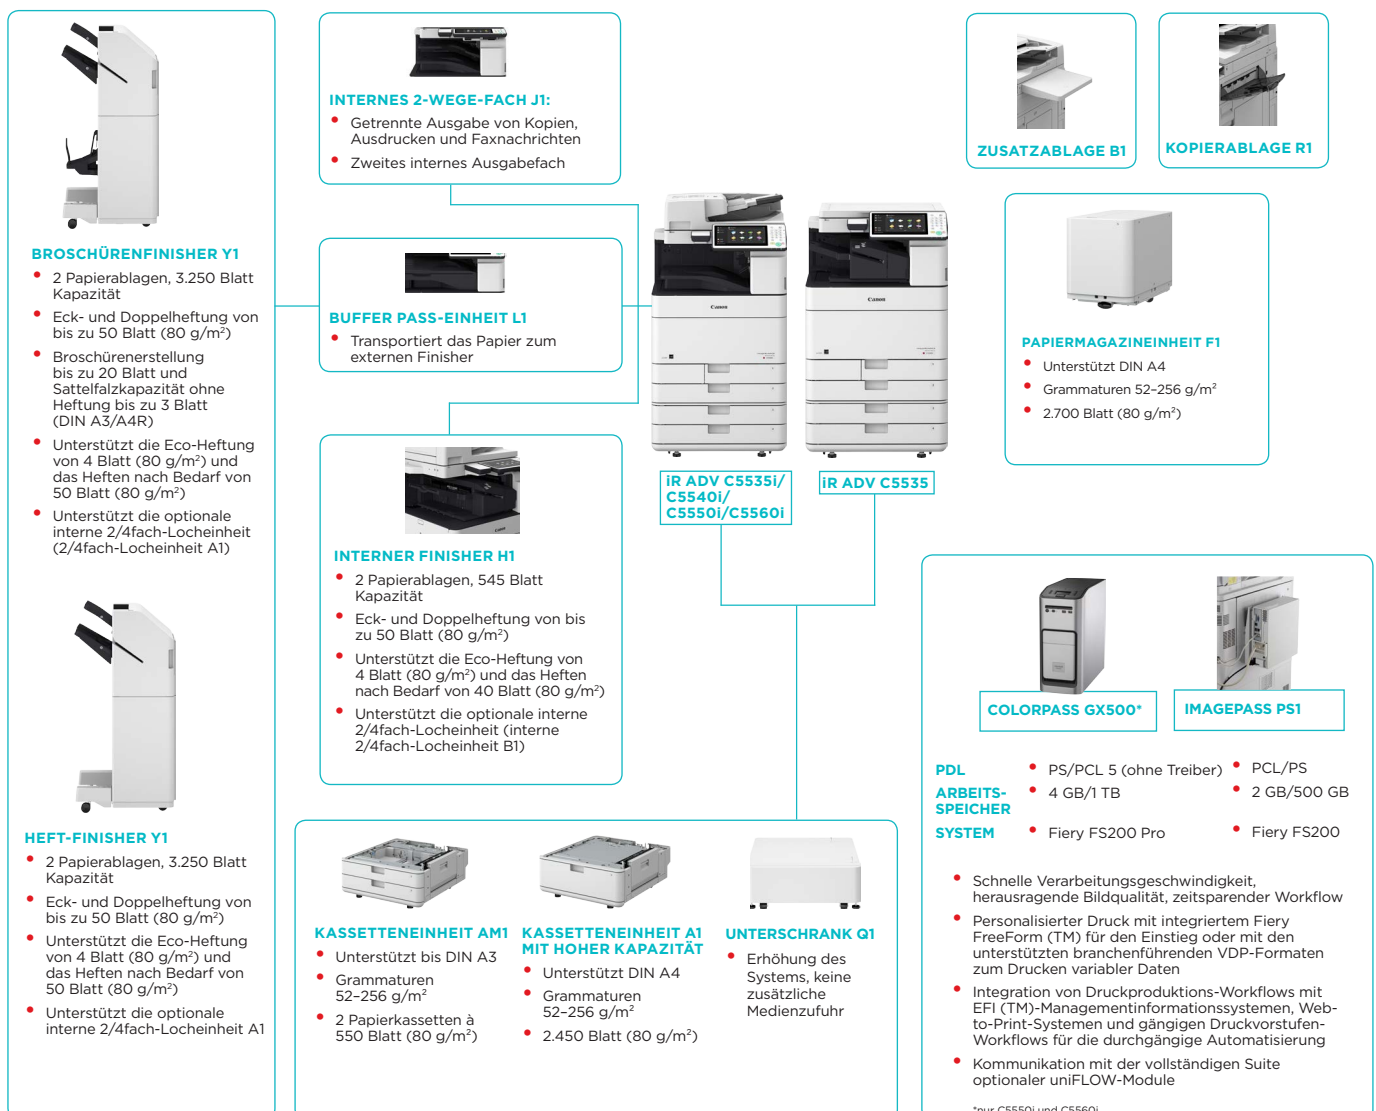 BROSCHÜRENFINISHER Y1
2 Papierablagen, 3.250 Blatt
Kapazität
Eck- und Doppelheftung von
bis zu 50 Blatt (80 g/m²)
Broschürenerstellung
bis zu 20 Blatt und
Sattelfalzkapazität ohne
Heftung bis zu 3 Blatt
(DIN A3/A4R)
Unterstützt die Eco-Heftung
von 4 Blatt (80 g/m²) und
das Heften nach Bedarf von
50 Blatt (80 g/m²)
Unterstützt die optionale
interne 2/4fach-Locheinheit
(2/4fach-Locheinheit A1)
HEFT-FINISHER Y1
2 Papierablagen, 3.250 Blatt
Kapazität
Eck- und Doppelheftung von
bis zu 50 Blatt (80 g/m²)
Unterstützt die Eco-Heftung
von 4 Blatt (80 g/m²) und
das Heften nach Bedarf von
50 Blatt (80 g/m²)
Unterstützt die optionale
interne 2/4fach-Locheinheit A1
INTERNES 2-WEGE-FACH J1:
Getrennte Ausgabe von Kopien,
Ausdrucken und Faxnachrichten
Zweites internes Ausgabefach
BUFFER PASS-EINHEIT L1
Transportiert das Papier zum
externen Finisher
INTERNER FINISHER H1
2 Papierablagen, 545 Blatt
Kapazität
Eck- und Doppelheftung von bis
zu 50 Blatt (80 g/m²)
Unterstützt die Eco-Heftung von
4 Blatt (80 g/m²) und das Heften
nach Bedarf von 40 Blatt (80 g/m²)
Unterstützt die optionale interne
2/4fach-Locheinheit (interne
2/4fach-Locheinheit B1)
Canon
Canon
iR ADV C5535i/
C5540i/
C5550i/C5560i
iR ADV C5535
ZUSATZABLAGE B1
KOPIERABLAGE R1
PAPIERMAGAZINEINHEIT F1
Unterstützt DIN A4
Grammaturen 52–256 g/m²
2.700 Blatt (80 g/m²)
KASSETTENEINHEIT AM1
Unterstützt bis DIN A3
Grammaturen
52–256 g/m²
2 Papierkassetten à
550 Blatt (80 g/m²)
KASSETTENEINHEIT A1
MIT HOHER KAPAZITÄT
Unterstützt DIN A4
Grammaturen
52–256 g/m²
2.450 Blatt (80 g/m²)
UNTERSCHRANK Q1
Erhöhung des
Systems, keine
zusätzliche
Medienzufuhr
COLORPASS GX500*
IMAGEPASS PS1
PDL
PS/PCL 5 (ohne Treiber)
PCL/PS
ARBEITS-
SPEICHER
4 GB/1 TB
2 GB/500 GB
SYSTEM
Fiery FS200 Pro
Fiery FS200
Schnelle Verarbeitungsgeschwindigkeit,
herausragende Bildqualität, zeitsparender Workflow
Personalisierter Druck mit integriertem Fiery
FreeForm (TM) für den Einstieg oder mit den
unterstützten branchenführenden VDP-Formaten
zum Drucken variabler Daten
Integration von Druckproduktions-Workflows mit
EFI (TM)-Managementinformationssystemen, Web-
to-Print-Systemen und gängigen Druckvorstufen-
Workflows für die durchgängige Automatisierung
Kommunikation mit der vollständigen Suite
optionaler uniFLOW-Module
*nur C5550i und C5560i